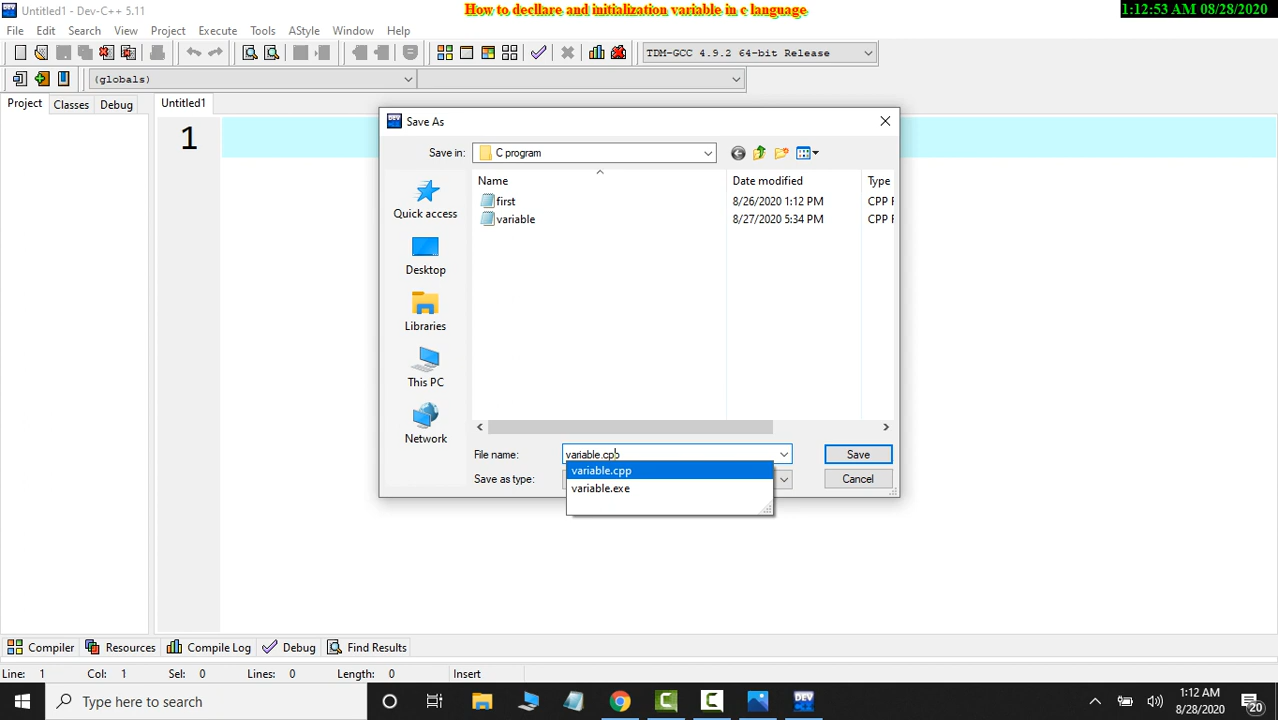 Untitled1 - Dev-C++ 5.11
How to decllare and initialization variable in c language
1:12:53 AM 08/28/2020
File Edit Search View Project Execute Tools AStyle Window Help
TDM-GCC 4.9.2 64-bit Release
(globals)
Project Classes Debug
Untitled1
1
Save As
Save in: C program
Name Date modified Type
first 8/26/2020 1:12 PM CPP F
variable 8/27/2020 5:34 PM CPP F
Quick access
Desktop
Libraries
This PC
Network
File name: variable.cpp Save
variable.cpp
Save as type: Cancel
variable.exe
Compiler Resources Compile Log Debug Find Results
Line: 1 Col: 1 Sel: 0 Lines: 0 Length: 0 Insert
Type here to search
1:12 AM
8/28/2020
20